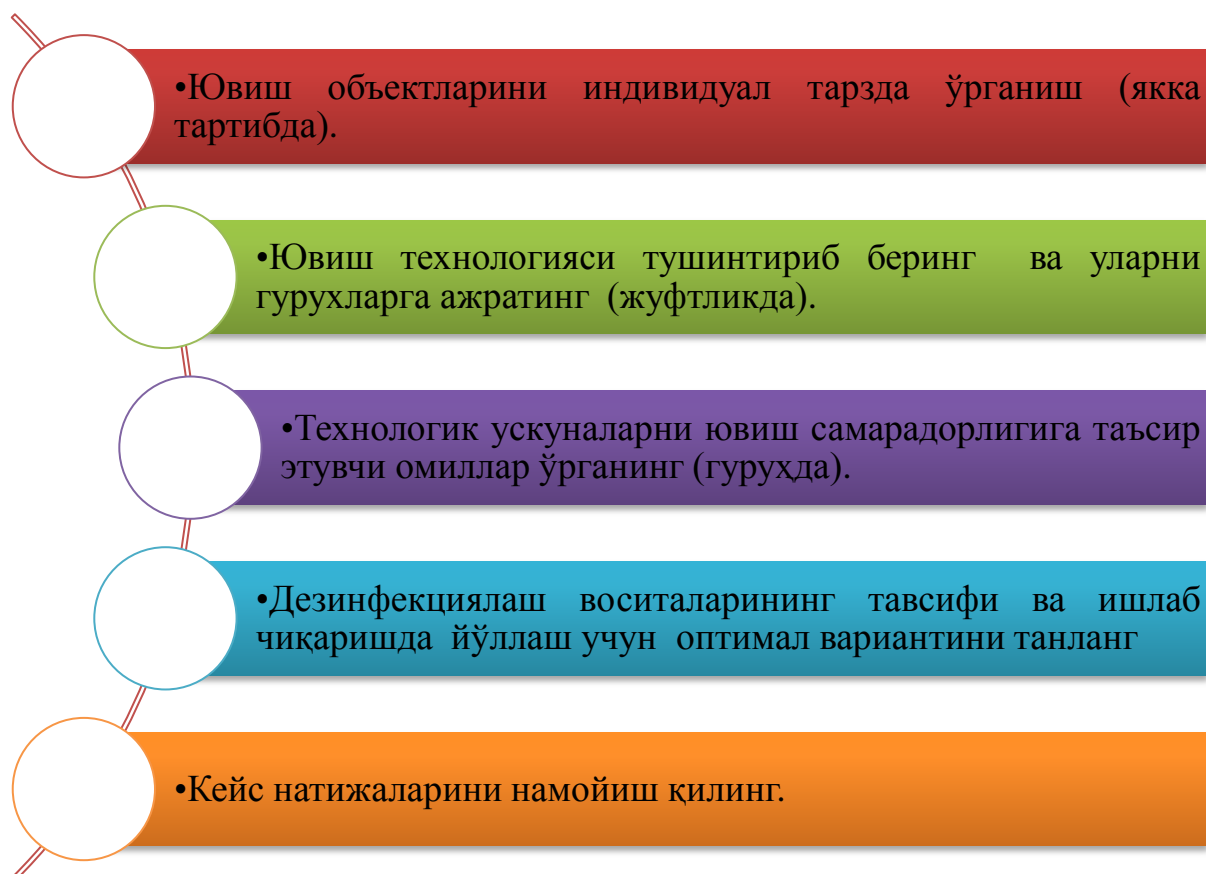 •Ювиш объектларини индивидуал тарзда ўрганиш (якка
тартибда).
•Ювиш технологияси тушинтириб беринг ва уларни
гурухларга ажратинг (жуфтликда).
•Технологик ускуналарни ювиш самарадорлигига таъсир
этувчи омиллар ўрганинг (гуруҳда).
•Дезинфекциялаш воситаларининг тавсифи ва ишлаб
чиқаришда йўллаш учун оптимал вариантини танланг
•Кейс натижаларини намойиш қилинг.